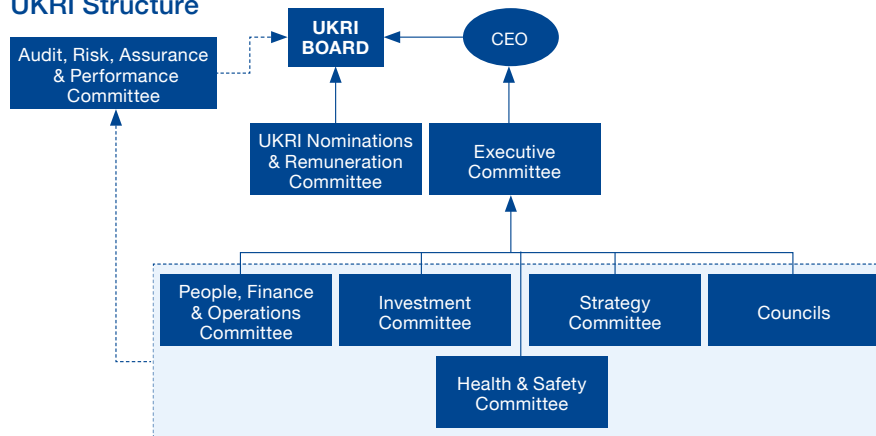 UKRI Structure
UKRI
BOARD
CEO
Audit, Risk, Assurance
& Performance
Committee
UKRI Nominations
& Remuneration
Committee
Executive
Committee
People, Finance
& Operations
Committee
Investment
Committee
Strategy
Committee
Councils
Health & Safety
Committee